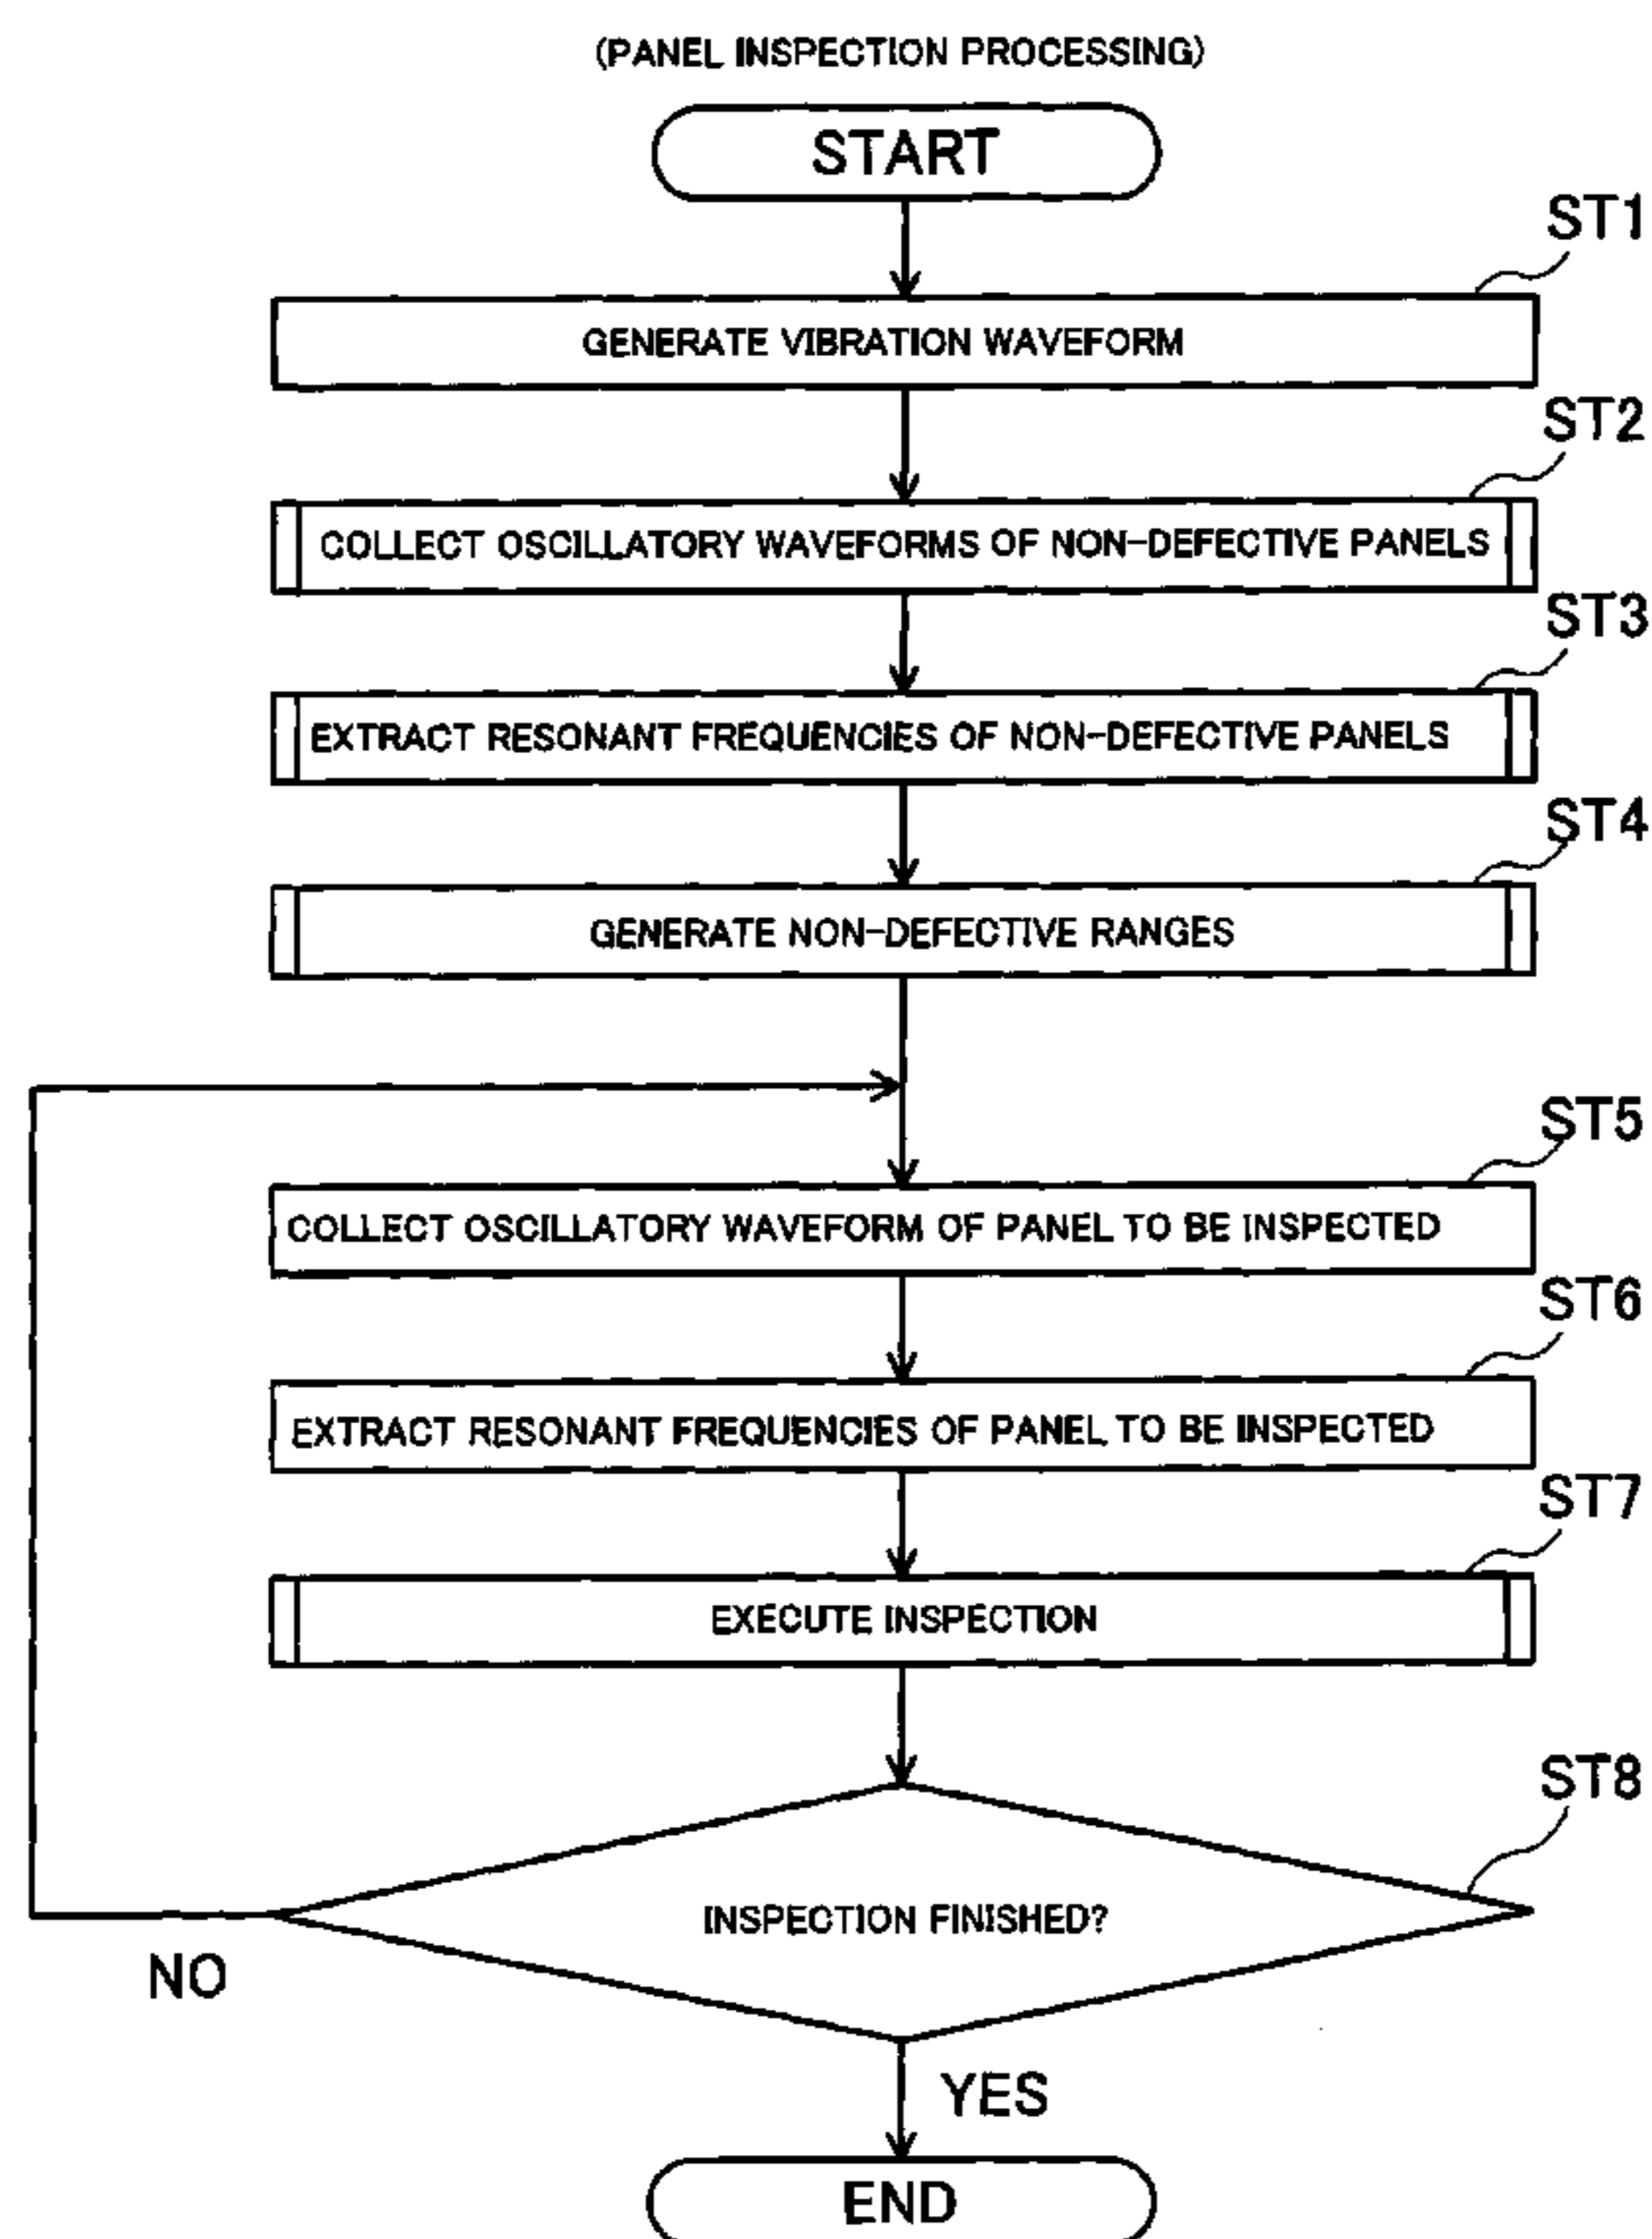 (PANEL INSPECTION PROCESSING)
START
ST1
GENERATE VIBRATION WAVEFORM
ST2
COLLECT OSCILLATORY WAVEFORMS OF NON-DEFECTIVE PANELS
ST3
EXTRACT RESONANT FREQUENCIES OF NON-DEFECTIVE PANELS
ST4
GENERATE NON-DEFECTIVE RANGES
ST5
COLLECT OSCILLATORY WAVEFORM OF PANEL TO BE INSPECTED
ST6
EXTRACT RESONANT FREQUENCIES OF PANEL TO BE INSPECTED
ST7
EXECUTE INSPECTION
ST8
INSPECTION FINISHED?
NO
YES
END